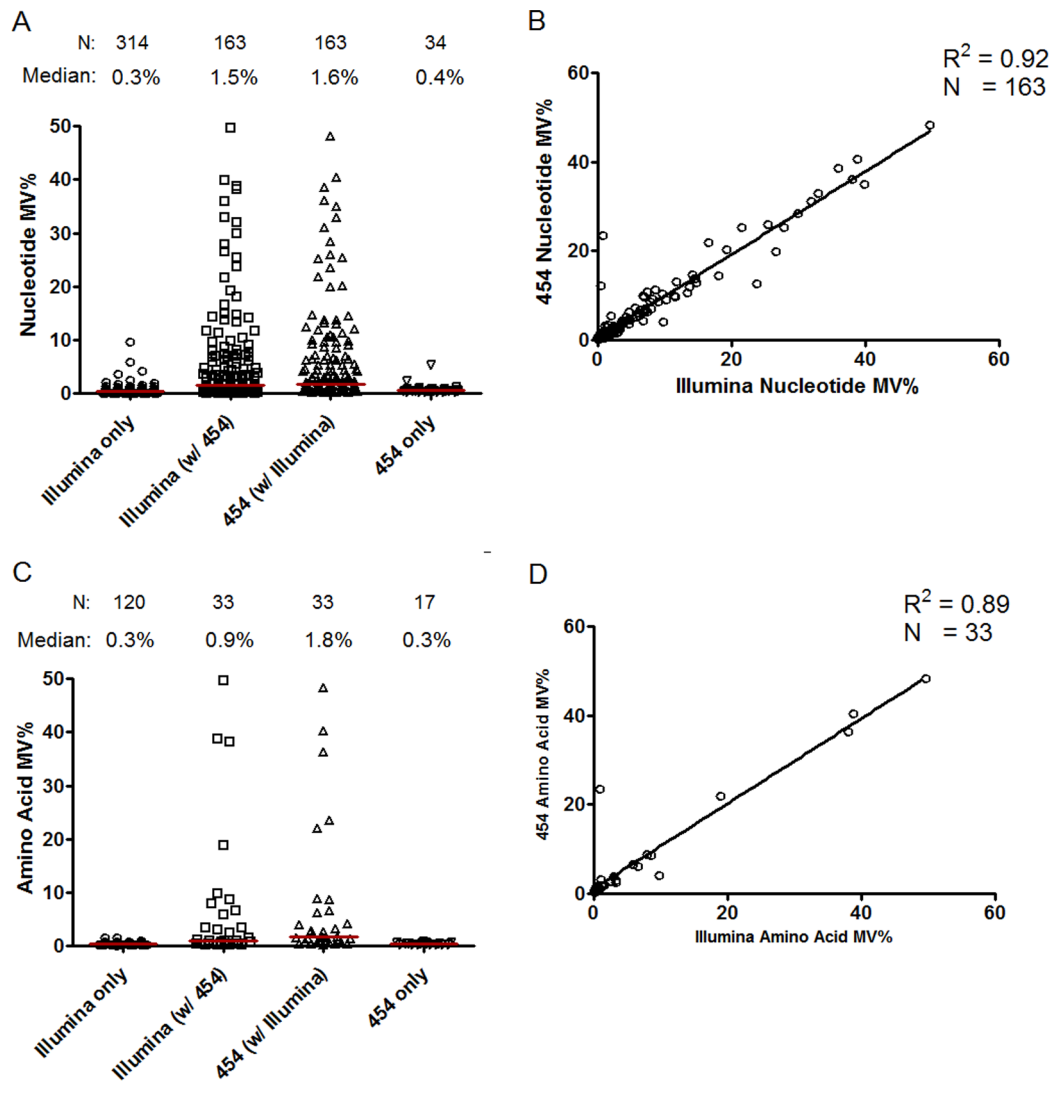 A
N: 314 163 163 34
Median: 0.3% 1.5% 1.6% 0.4%
Nucleotide MV%
50
40
30
20
10
0
Illumina only
Illumina (w/ 454)
454 (w/ Illumina)
454 only
B
R2 = 0.92
N = 163
454 Nucleotide MV%
60
40
20
0
0 20 40 60
Illumina Nucleotide MV%
C
N: 120 33 33 17
Median: 0.3% 0.9% 1.8% 0.3%
Amino Acid MV%
50
40
30
20
10
0
Illumina only
Illumina (w/ 454)
454 (w/ Illumina)
454 only
D
R2 = 0.89
N = 33
454 Amino Acid MV%
60
40
20
0
0 20 40 60
Illumina Amino Acid MV%